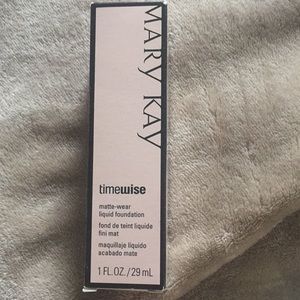 MARY KAY
timewise
matte-wear
liquid foundation
fond de teint liquide
fini mat
maquillaje líquido
acabado mate
1 FL.OZ./29 mL